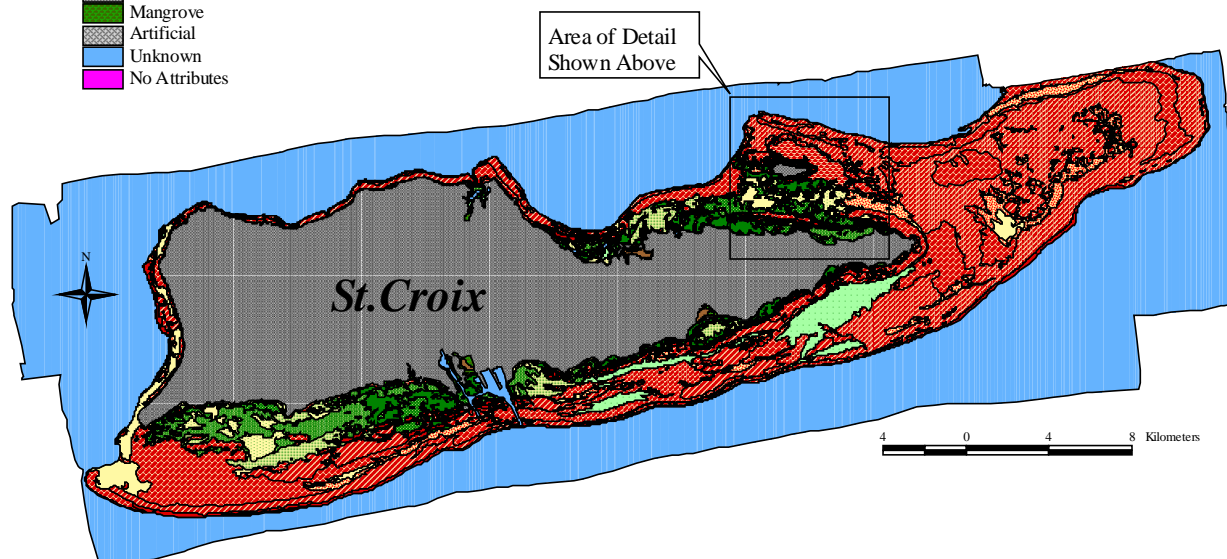 Mangrove
Artificial
Unknown
No Attributes
Area of Detail
Shown Above
N
St.Croix
4 0 4 8 Kilometers